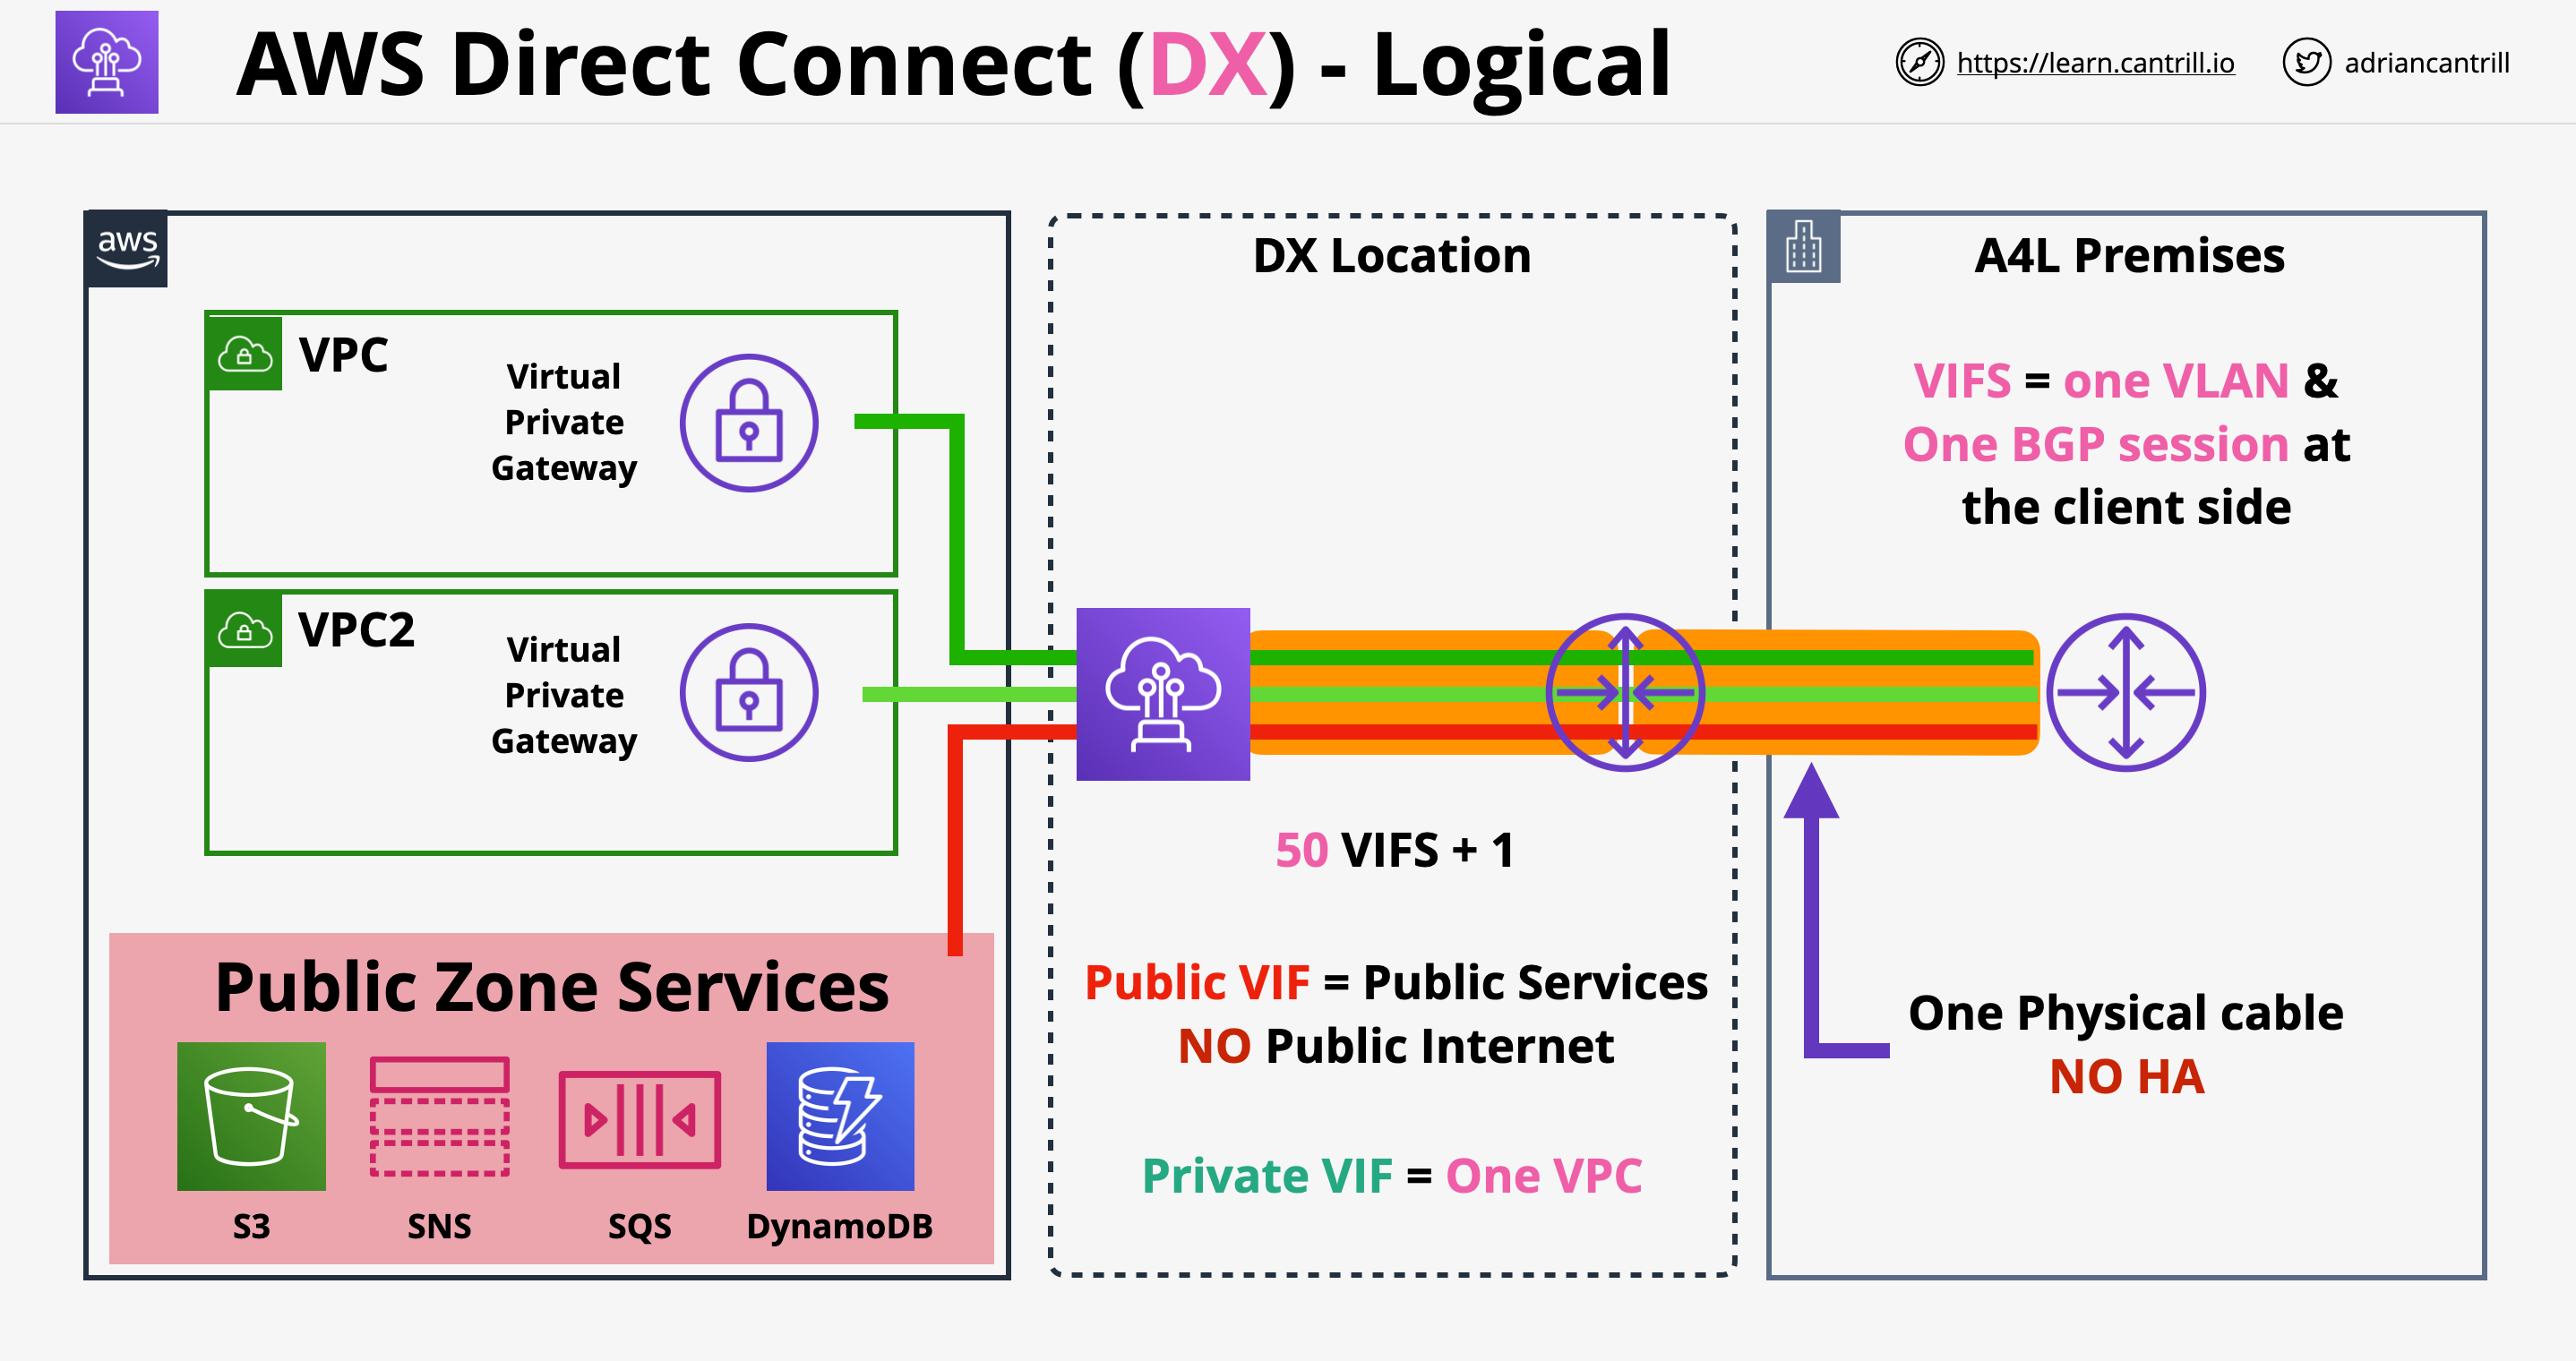 AWS Direct Connect (DX) - Logical
https://learn.cantrill.io
adriancantrill
aws
VPC
Virtual
Private
Gateway
VPC2
Virtual
Private
Gateway
Public Zone Services
S3
SNS
SQS
DynamoDB
DX Location
50 VIFS + 1
Public VIF = Public Services
NO Public Internet
Private VIF = One VPC
A4L Premises
VIFS = one VLAN &
One BGP session at
the client side
One Physical cable
NO HA